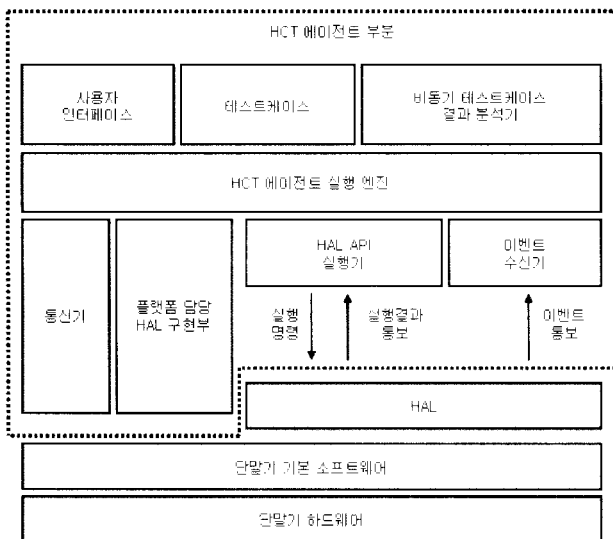 HCT 에이전트 부분
사용자
인터페이스
테스트케이스
비동기 테스트케이스
결과 분석기
HCT 에이전트 실행 엔진
통신기
플랫폼 담당
HAL 구현부
HAL API
실행기
이벤트
수신기
실행
명령
실행결과
통보
이벤트
통보
HAL
단말기 기본 소프트웨어
단말기 하드웨어